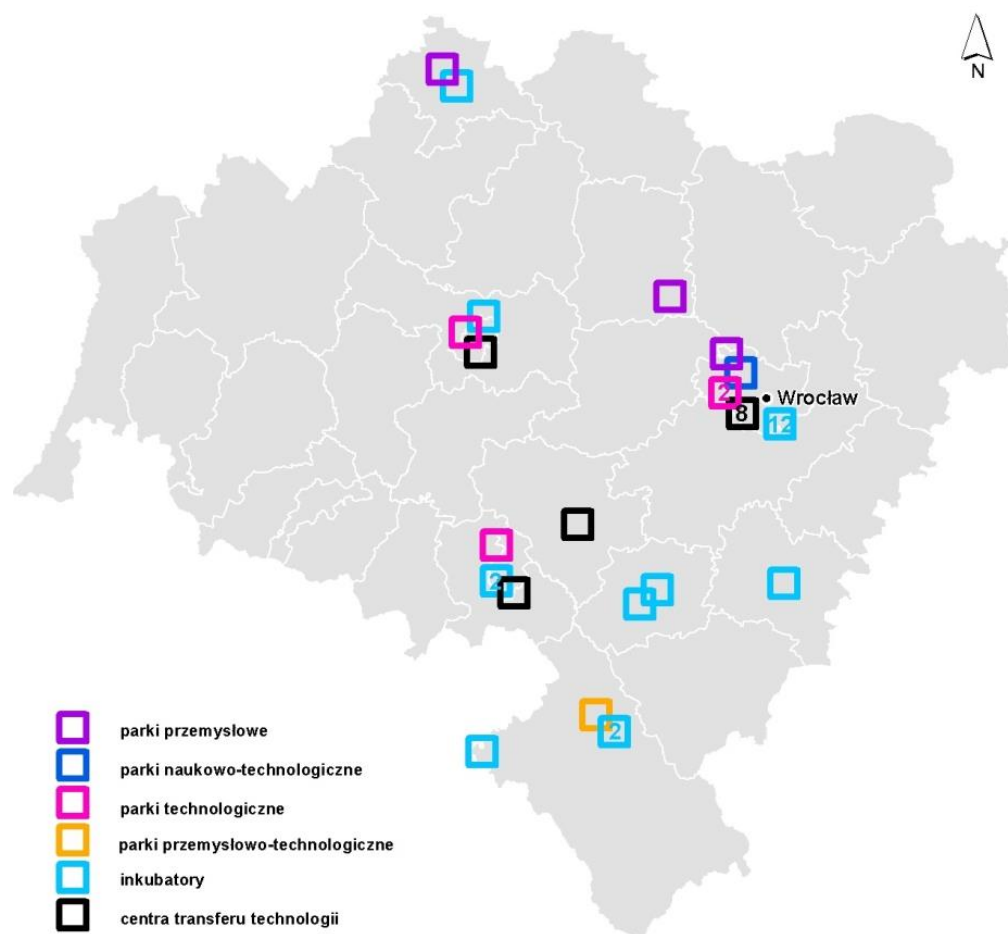 N
2
Wrocław
8
12
2
2
parki przemysłowe
parki naukowo-technologiczne
parki technologiczne
parki przemysłowo-technologiczne
inkubatory
centra transferu technologii